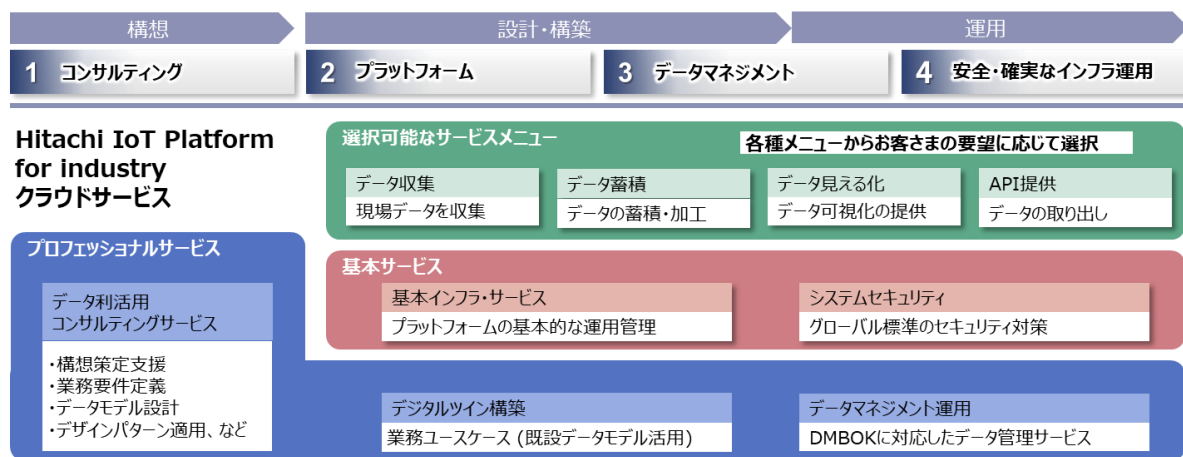 構想
設計・構築
運用
1 コンサルティング
2 プラットフォーム
3 データマネジメント
4 安全・確実なインフラ運用
Hitachi IoT Platform
for industry
クラウドサービス
選択可能なサービスメニュー
各種メニューからお客さまの要望に応じて選択
データ収集
現場データを収集
データ蓄積
データの蓄積・加工
データ見える化
データ可視化の提供
API提供
データの取り出し
基本サービス
基本インフラ・サービス
プラットフォームの基本的な運用管理
システムセキュリティ
グローバル標準のセキュリティ対策
プロフェッショナルサービス
データ利活用
コンサルティングサービス
・構想策定支援
・業務要件定義
・データモデル設計
・デザインパターン適用、など
デジタルツイン構築
業務ユースケース (既設データモデル活用)
データマネジメント運用
DMBOKに対応したデータ管理サービス